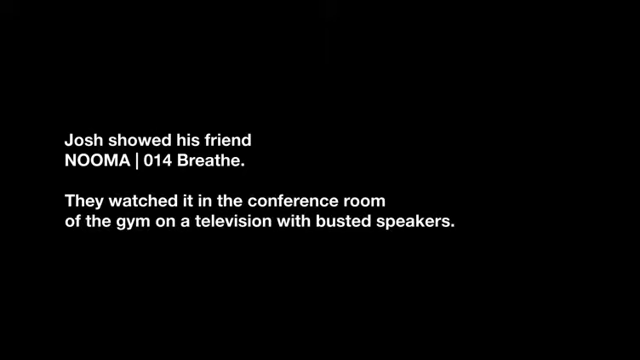 Josh showed his friend
NOOMA | 014 Breathe.
They watched it in the conference room
of the gym on a television with busted speakers.